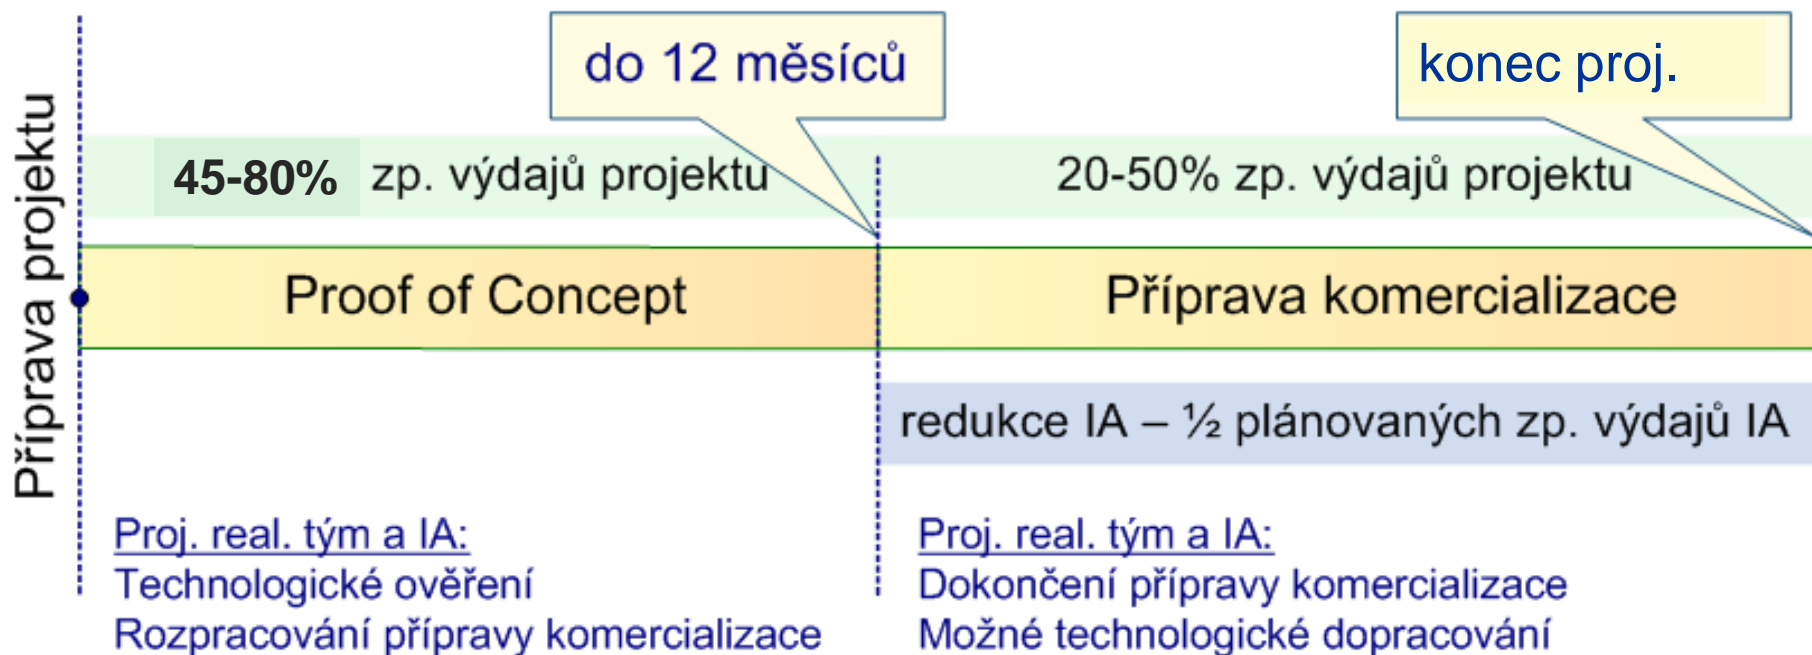 Příprava projektu
do 12 měsíců
konec proj.
45-80% zp. výdajů projektu
20-50% zp. výdajů projektu
Proof of Concept
Příprava komercializace
redukce IA – ½ plánovaných zp. výdajů IA
Proj. real. tým a IA:
Technologické ověření
Rozpracování přípravy komercializace
Proj. real. tým a IA:
Dokončení přípravy komercializace
Možné technologické dopracování